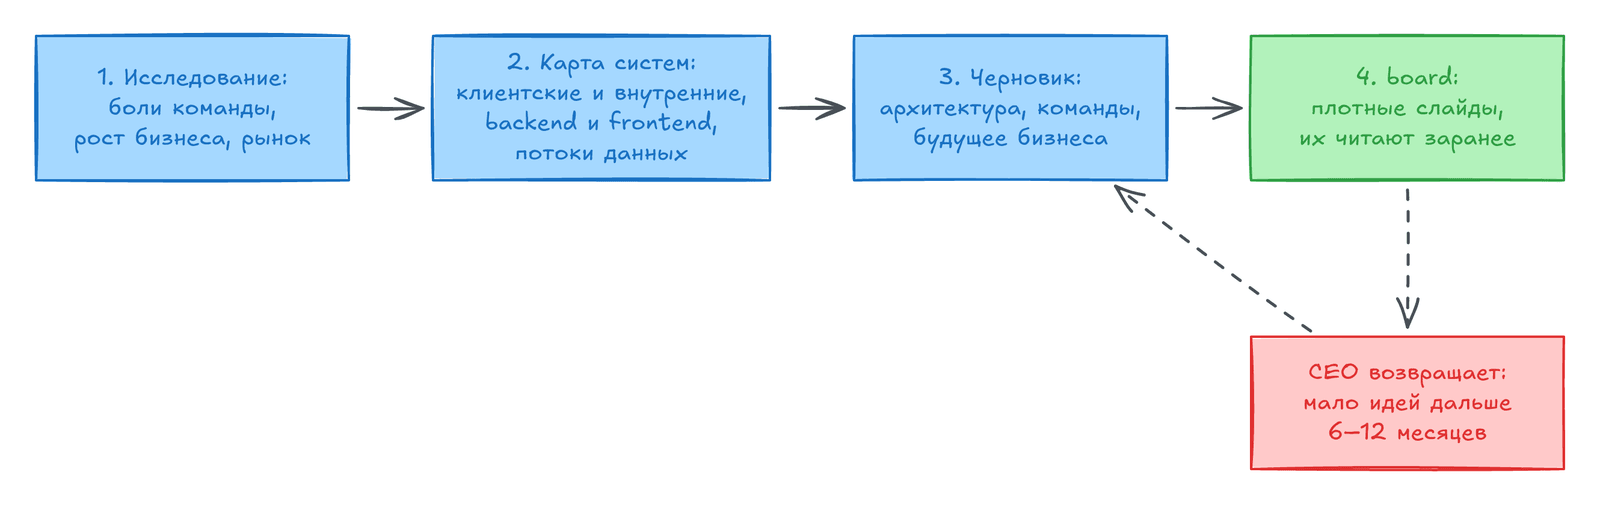 1. Исследование:
боли команды,
рост бизнеса, рынок
2. Карта систем:
клиентские и внутренние,
backend и frontend,
потоки данных
3. Черновик:
архитектура, команды,
будущее бизнеса
4. board:
плотные слайды,
их читают заранее
CEO возвращает:
мало идей дальше
6–12 месяцев